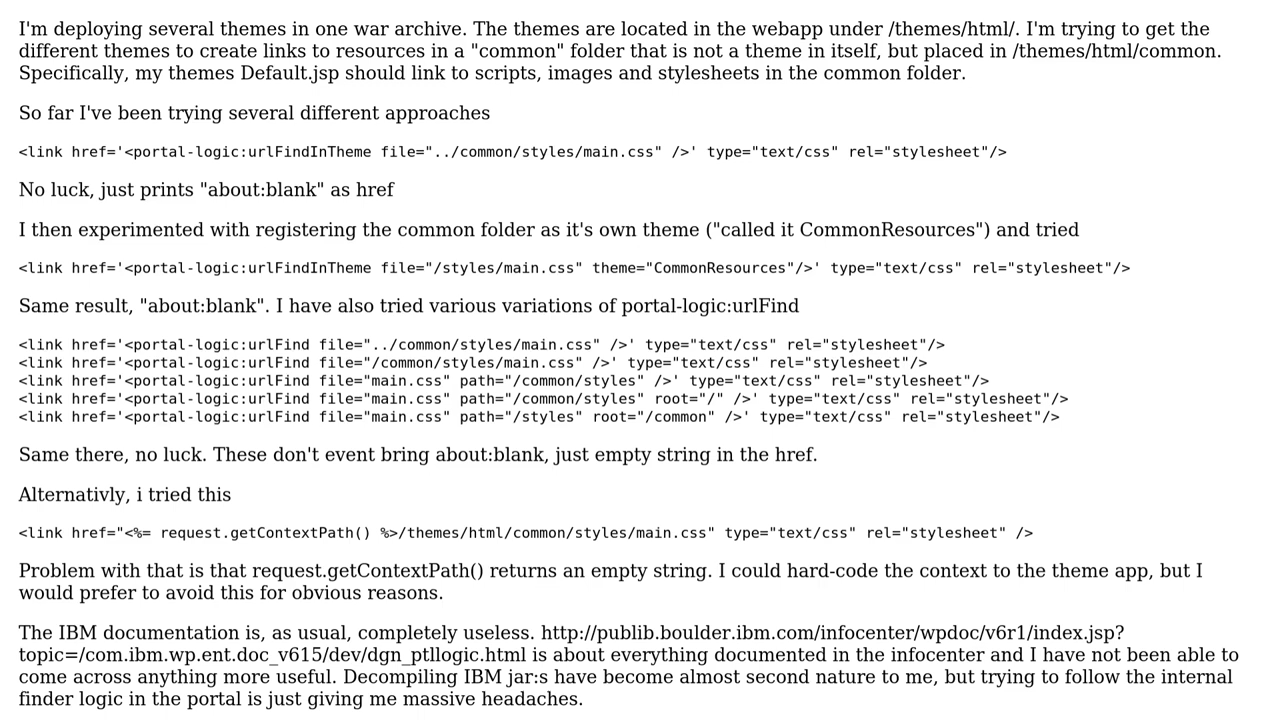 I'm deploying several themes in one war archive. The themes are located in the webapp under /themes/html/. I'm trying to get the
different themes to create links to resources in a "common" folder that is not a theme in itself, but placed in /themes/html/common.
Specifically, my themes Default.jsp should link to scripts, images and stylesheets in the common folder.
So far I've been trying several different approaches
<link href='<portal-logic:urlFindInTheme file="../common/styles/main.css" />' type="text/css" rel="stylesheet"/>
No luck, just prints "about:blank" as href
I then experimented with registering the common folder as it's own theme ("called it CommonResources") and tried
<link href='<portal-logic:urlFindInTheme file="/styles/main.css" theme="CommonResources"/>' type="text/css" rel="stylesheet"/>
Same result, "about:blank". I have also tried various variations of portal-logic:urlFind
<link href='<portal-logic:urlFind file="../common/styles/main.css" />' type="text/css" rel="stylesheet"/>
<link href='<portal-logic:urlFind file="/common/styles/main.css" />' type="text/css" rel="stylesheet"/>
<link href='<portal-logic:urlFind file="main.css" path="/common/styles" />' type="text/css" rel="stylesheet"/>
<link href='<portal-logic:urlFind file="main.css" path="/common/styles" root="/" />' type="text/css" rel="stylesheet"/>
<link href='<portal-logic:urlFind file="main.css" path="/styles" root="/common" />' type="text/css" rel="stylesheet"/>
Same there, no luck. These don't event bring about:blank, just empty string in the href.
Alternativly, i tried this
<link href="<%= request.getContextPath() %>/themes/html/common/styles/main.css" type="text/css" rel="stylesheet" />
Problem with that is that request.getContextPath() returns an empty string. I could hard-code the context to the theme app, but I
would prefer to avoid this for obvious reasons.
The IBM documentation is, as usual, completely useless. http://publib.boulder.ibm.com/infocenter/wpdoc/v6r1/index.jsp?
topic=/com.ibm.wp.ent.doc_v615/dev/dgn_ptllogic.html is about everything documented in the infocenter and I have not been able to
come across anything more useful. Decompiling IBM jar:s have become almost second nature to me, but trying to follow the internal
finder logic in the portal is just giving me massive headaches.